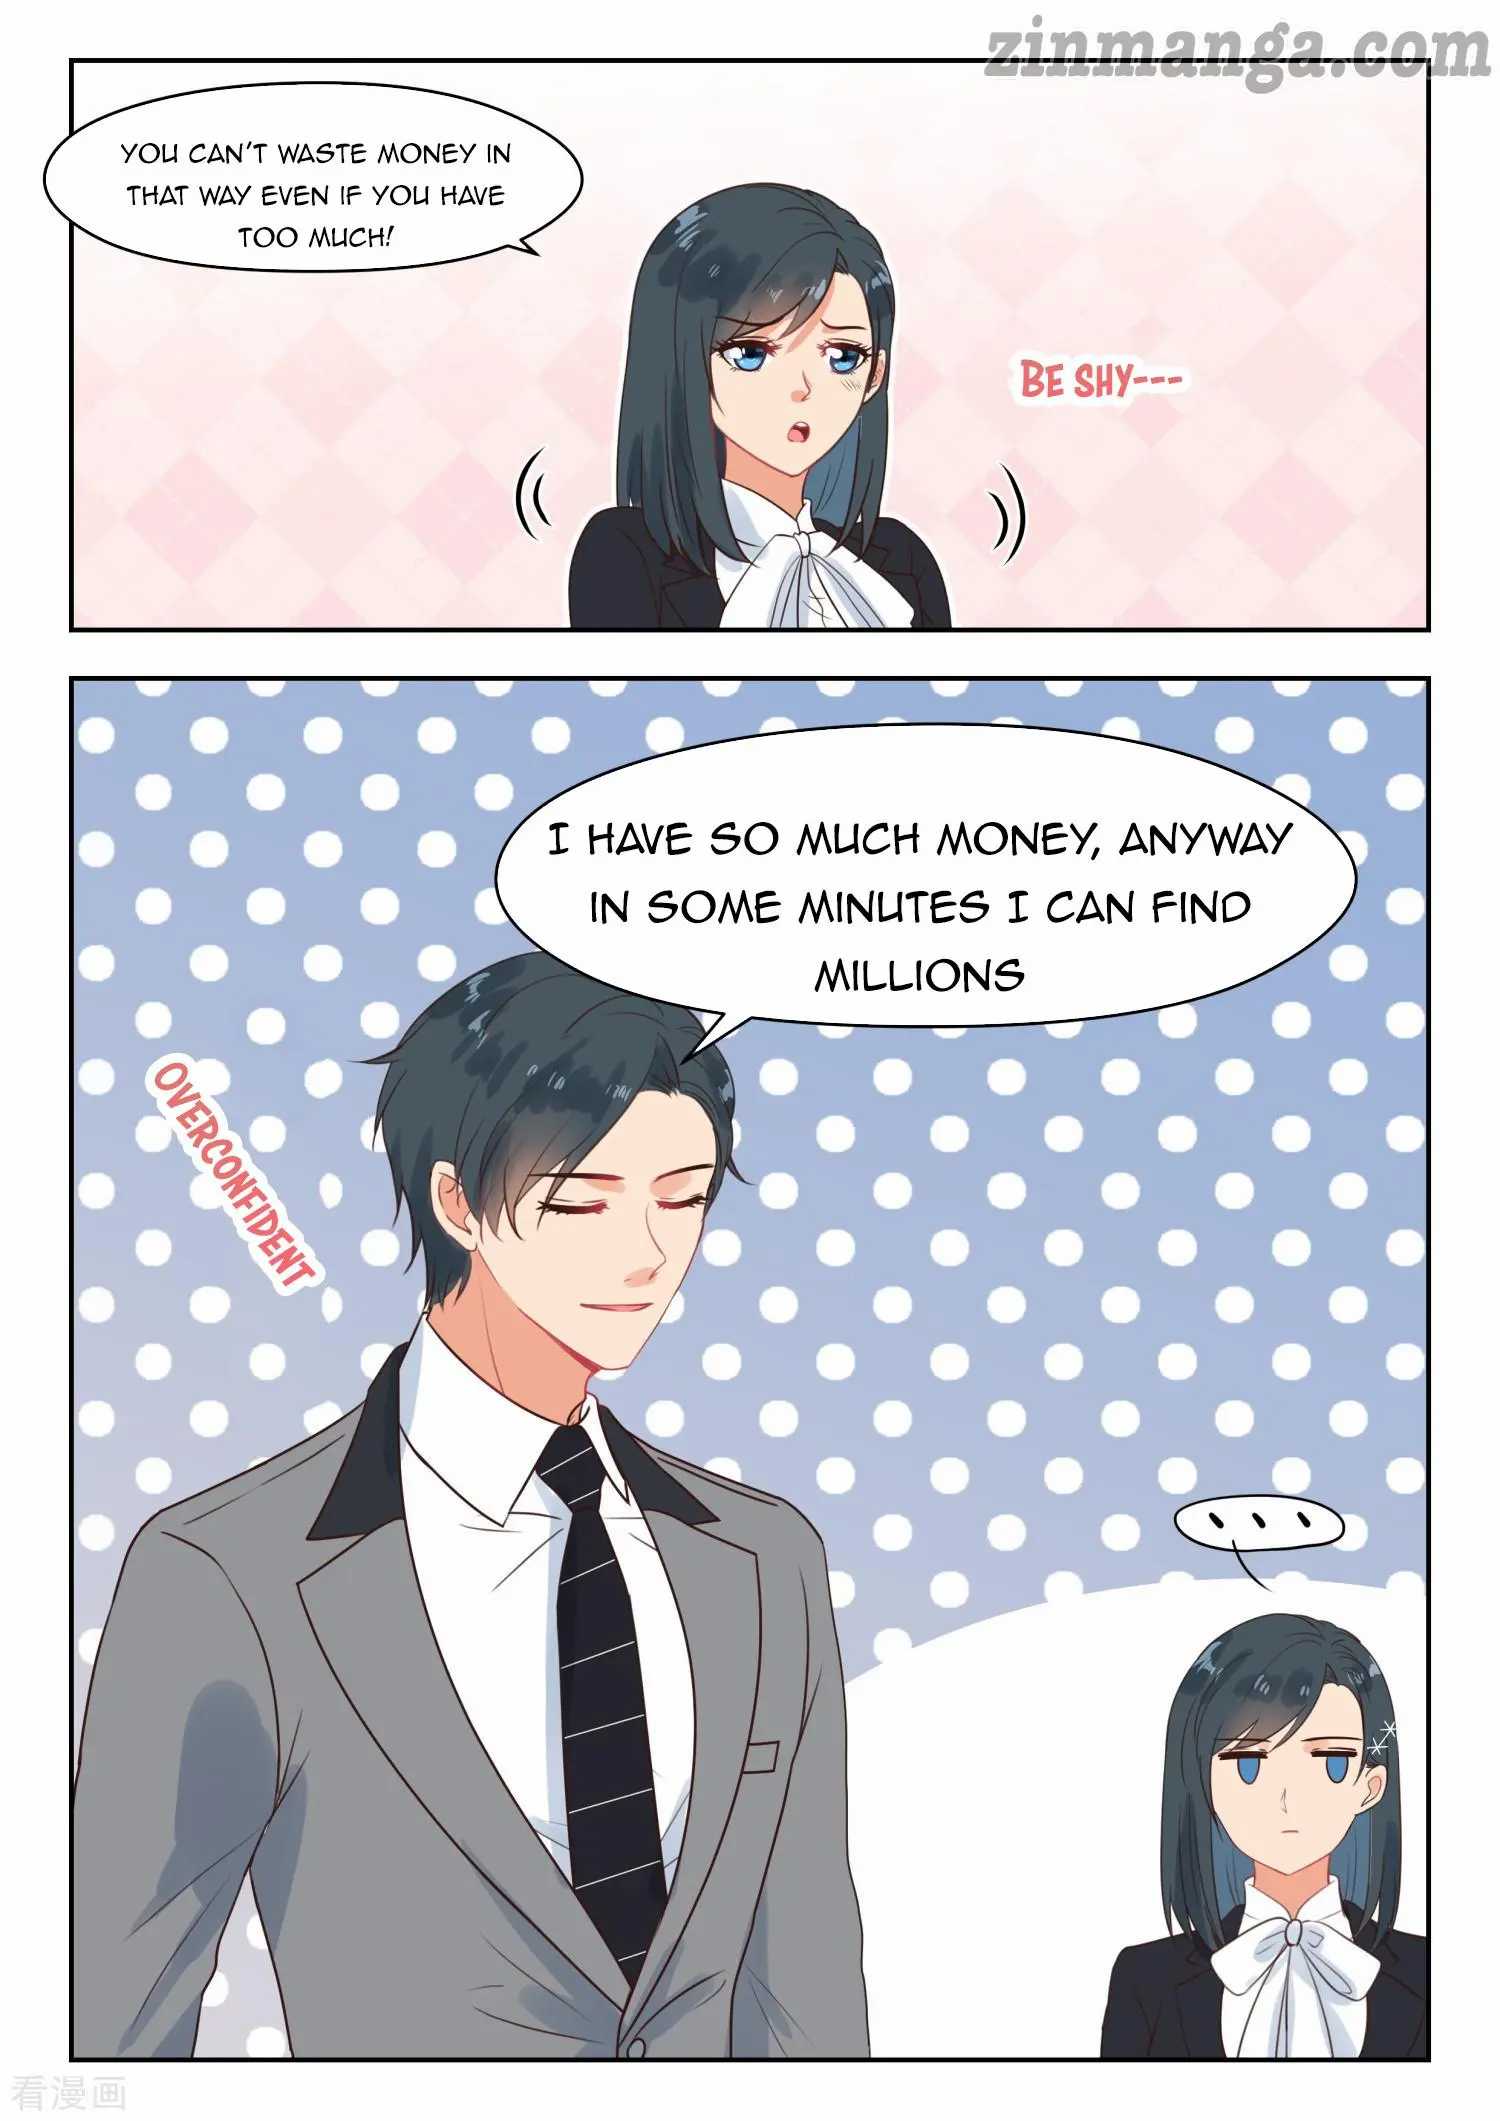 zinmanga.com
YOU CAN'T WASTE MONEY IN
THAT WAY EVEN IF YOU HAVE
TOO MUCH!
BE SHY---
I HAVE SO MUCH MONEY, ANYWAY
IN SOME MINUTES I CAN FIND
MILLIONS
OVERCONFIDENT
...
看漫画